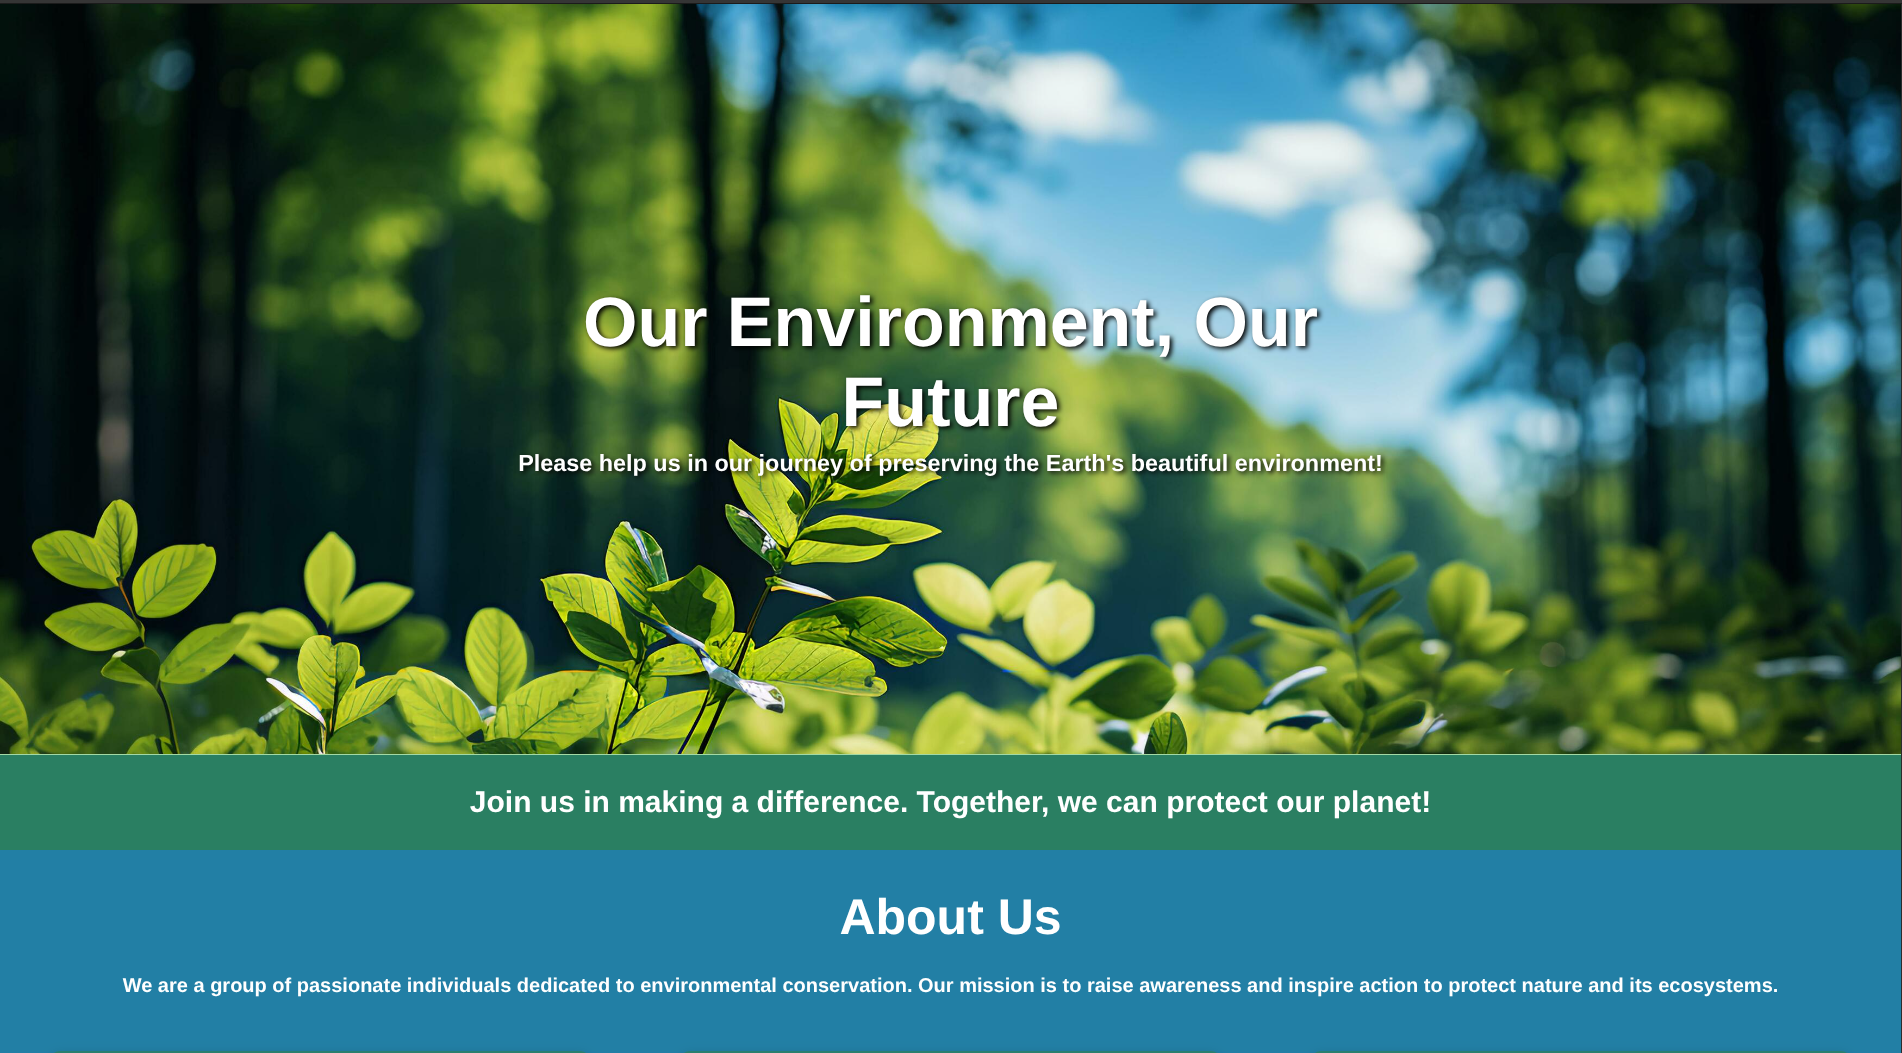 Our Environment, Our
Future
Please help us in our journey of preserving the Earth's beautiful environment!
Join us in making a difference. Together, we can protect our planet!
About Us
We are a group of passionate individuals dedicated to environmental conservation. Our mission is to raise awareness and inspire action to protect nature and its ecosystems.